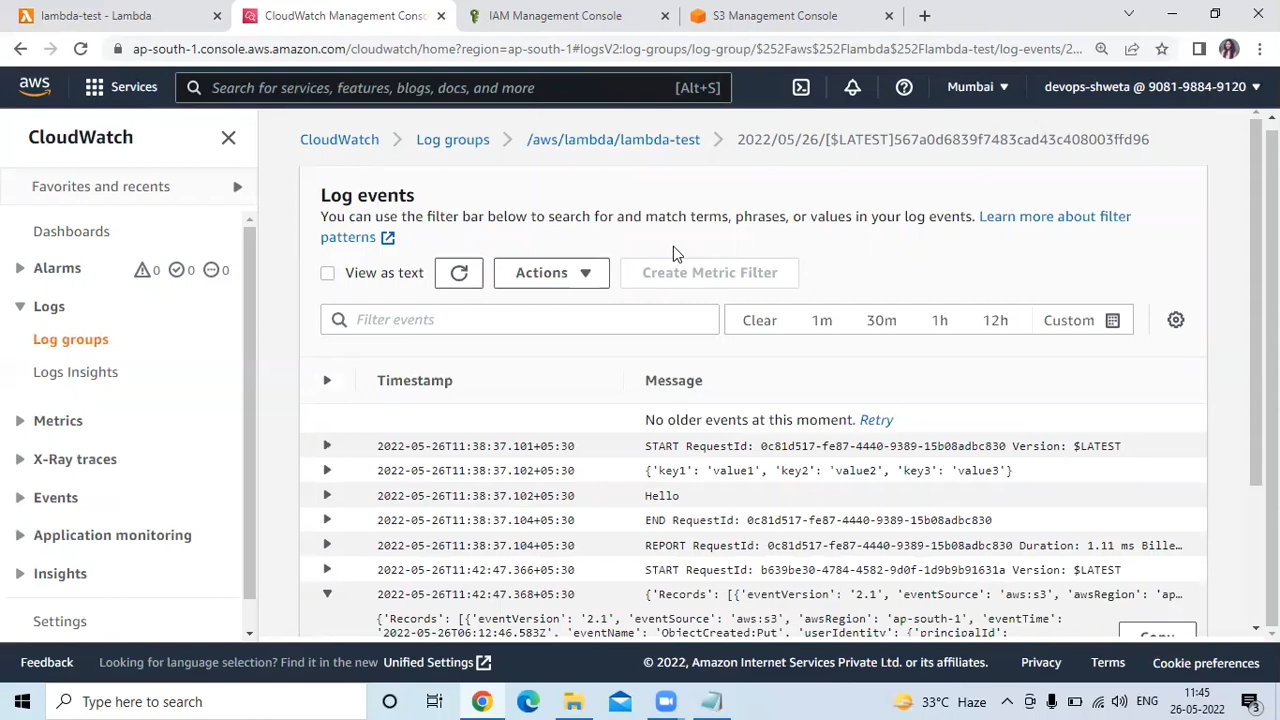 lambda-test - Lambda
CloudWatch Management Conso
IAM Management Console
S3 Management Console
ap-south-1.console.aws.amazon.com/cloudwatch/home?region=ap-south-1#logsV2:log-groups/log-group/$252Faws$252Flambda$252Flambda-test/log-events/2...
aws
Services
Search for services, features, blogs, docs, and more
[Alt+S]
Mumbai
devops-shweta @ 9081-9884-9120
CloudWatch
Favorites and recents
Dashboards
Alarms
0
0
0
Logs
Log groups
Logs Insights
Metrics
X-Ray traces
Events
Application monitoring
Insights
Settings
CloudWatch
Log groups
/aws/lambda/lambda-test
2022/05/26/[$LATEST]567a0d6839f7483cad43c408003ffd96
Log events
You can use the filter bar below to search for and match terms, phrases, or values in your log events. Learn more about filter
patterns
View as text
Actions
Create Metric Filter
Filter events
Clear
1m
30m
1h
12h
Custom
Timestamp
Message
No older events at this moment. Retry
2022-05-26T11:38:37.101+05:30 START RequestId: 0c81d517-fe87-4440-9389-15b08adbc830 Version: $LATEST
2022-05-26T11:38:37.102+05:30 {'key1': 'value1', 'key2': 'value2', 'key3': 'value3'}
2022-05-26T11:38:37.102+05:30 Hello
2022-05-26T11:38:37.104+05:30 END RequestId: 0c81d517-fe87-4440-9389-15b08adbc830
2022-05-26T11:38:37.104+05:30 REPORT RequestId: 0c81d517-fe87-4440-9389-15b08adbc830 Duration: 1.11 ms Bille...
2022-05-26T11:42:47.366+05:30 START RequestId: b639be30-4784-4582-9d0f-1d9b9b91631a Version: $LATEST
2022-05-26T11:42:47.368+05:30 {'Records': [{'eventVersion': '2.1', 'eventSource': 'aws:s3', 'awsRegion': 'ap...
{'Records': [{'eventVersion': '2.1', 'eventSource': 'aws:s3', 'awsRegion': 'ap-south-1', 'eventTime':
'2022-05-26T06:12:46.583Z', 'eventName': 'ObjectCreated:Put', 'userIdentity': {'principalId':
Copy
Feedback
Looking for language selection? Find it in the new Unified Settings
© 2022, Amazon Internet Services Private Ltd. or its affiliates.
Privacy
Terms
Cookie preferences
Type here to search
33°C Haze
ENG
11:45
26-05-2022
3